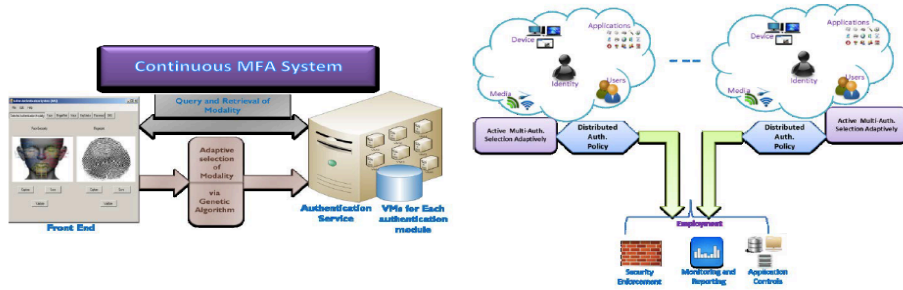 Continuous MFA System
Query and Retrieval of
Modality
Adaptive
selection of
Modality
via
Genetic
Algorithm
Front End
Authentication
Service
VMs for Each
authentication
module
Device
Applications
Identity
Users
Media
Active Multi-Auth.
Selection Adaptively
Distributed
Auth.
Policy
Device
Applications
Identity
Users
Media
Distributed
Auth.
Policy
Active Multi-Auth.
Selection Adaptively
Employment
Security
Enforcement
Monitoring and
Reporting
Application
Controls